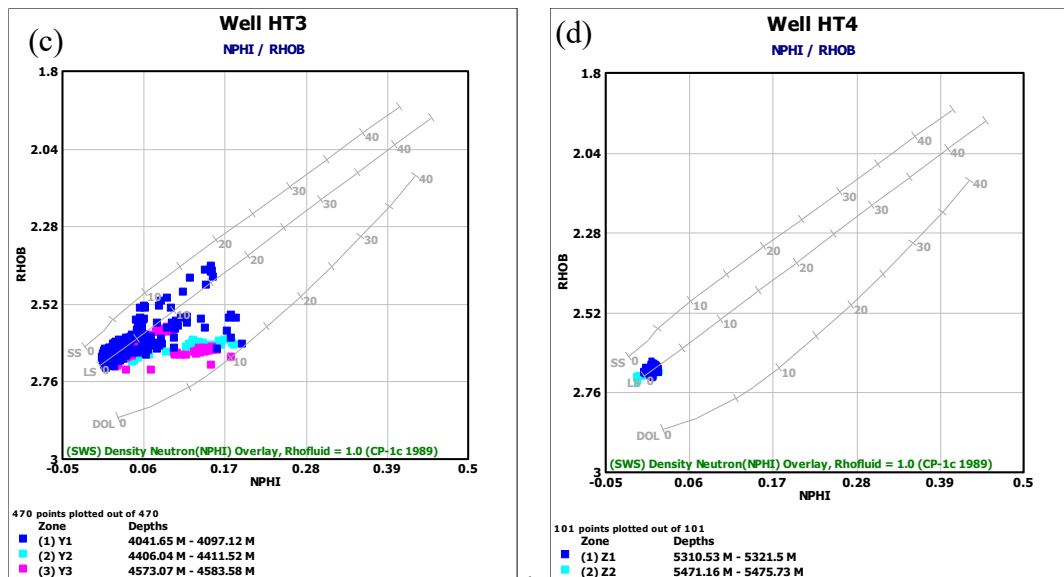 (c)
Well HT3
NPHI / RHOB
1.8
2.04
2.28
2.52
2.76
3
RHOB
40
40
40
30
30
30
20
20
20
10
10
10
SS 0
LS 0
DOL 0
(SWS) Density Neutron(NPHI) Overlay, Rhofluid = 1.0 (CP-1c 1989)
-0.05 0.06 0.17 0.28 0.39 0.5
NPHI
470 points plotted out of 470
Zone Depths
(1) Y1 4041.65 M - 4097.12 M
(2) Y2 4406.04 M - 4411.52 M
(3) Y3 4573.07 M - 4583.58 M
(d)
Well HT4
NPHI / RHOB
1.8
2.04
2.28
2.52
2.76
3
RHOB
40
40
40
30
30
30
20
20
20
10
10
10
SS 0
LS 0
DOL 0
(SWS) Density Neutron(NPHI) Overlay, Rhofluid = 1.0 (CP-1c 1989)
-0.05 0.06 0.17 0.28 0.39 0.5
NPHI
101 points plotted out of 101
Zone Depths
(1) Z1 5310.53 M - 5321.5 M
(2) Z2 5471.16 M - 5475.73 M